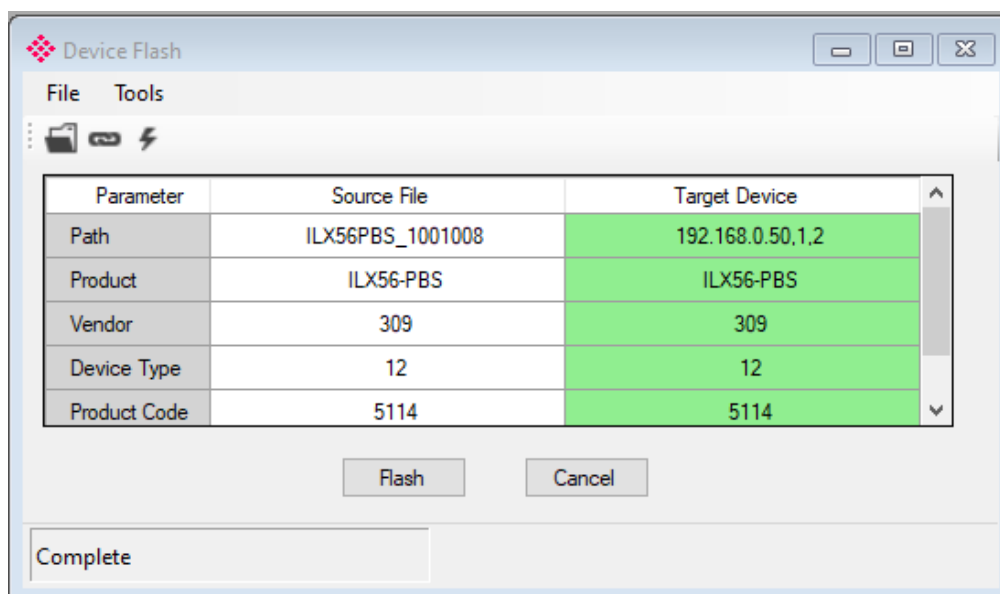 Device Flash
File Tools
Parameter Source File Target Device
Path ILX56PBS_1001008 192.168.0.50,1,2
Product ILX56-PBS ILX56-PBS
Vendor 309 309
Device Type 12 12
Product Code 5114 5114
Flash Cancel
Complete